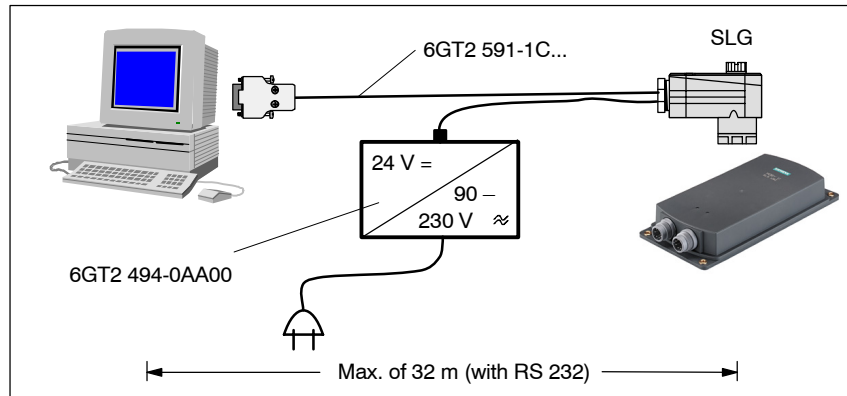 6GT2 591-1C...
SLG
24 V =
90 –
230 V ≈
6GT2 494-0AA00
Max. of 32 m (with RS 232)